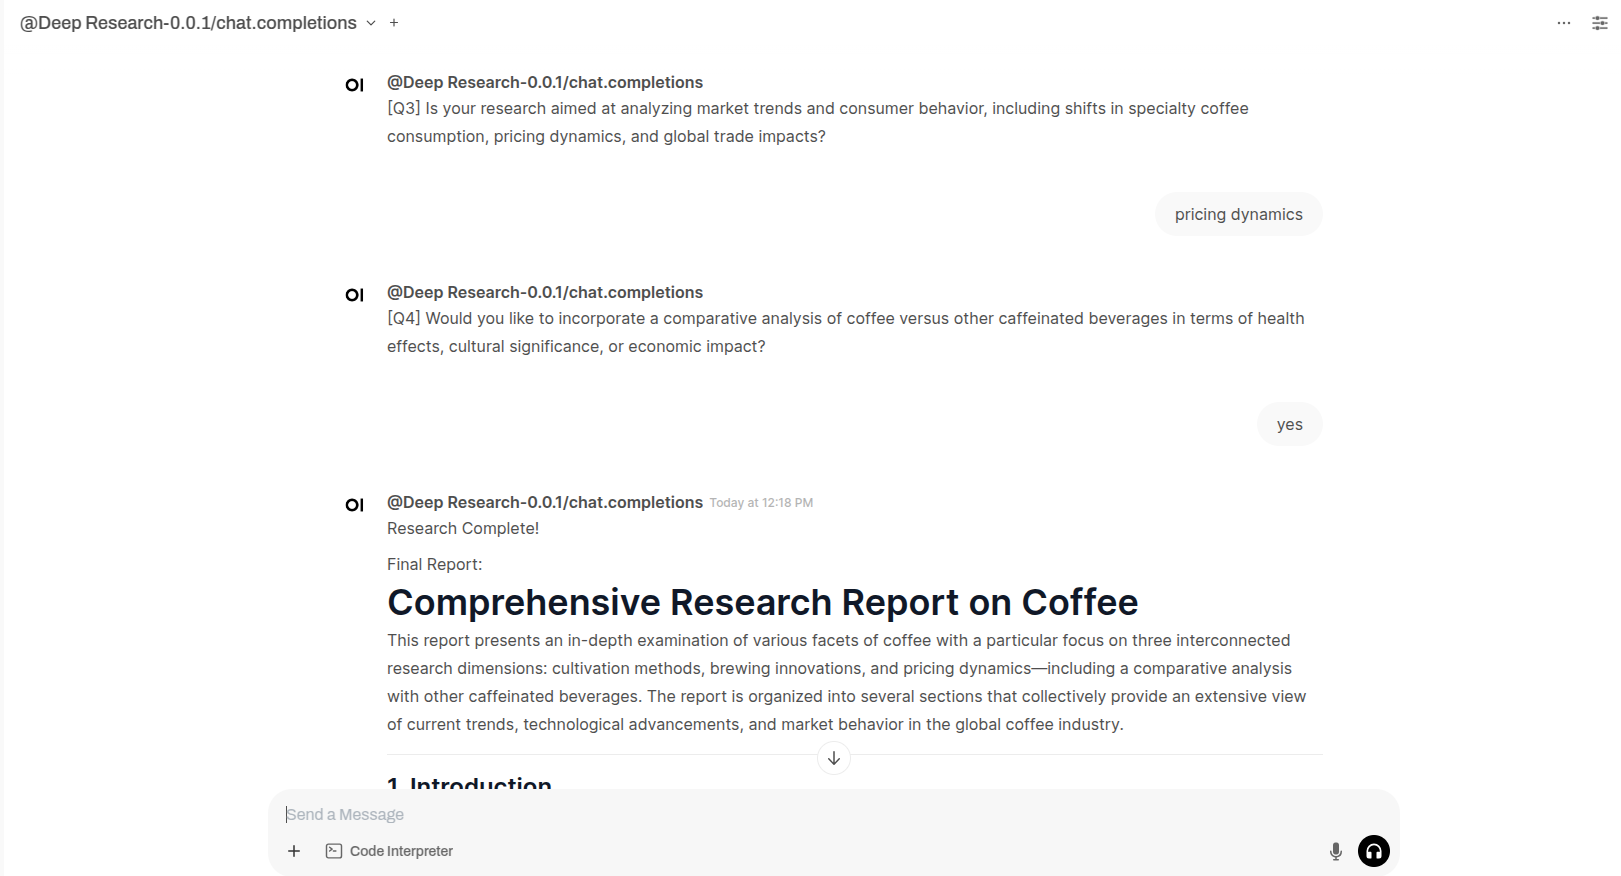 @Deep Research-0.0.1/chat.completions
@Deep Research-0.0.1/chat.completions
[Q3] Is your research aimed at analyzing market trends and consumer behavior, including shifts in specialty coffee
consumption, pricing dynamics, and global trade impacts?
pricing dynamics
@Deep Research-0.0.1/chat.completions
[Q4] Would you like to incorporate a comparative analysis of coffee versus other caffeinated beverages in terms of health
effects, cultural significance, or economic impact?
yes
@Deep Research-0.0.1/chat.completions Today at 12:18 PM
Research Complete!
Final Report:
Comprehensive Research Report on Coffee
This report presents an in-depth examination of various facets of coffee with a particular focus on three interconnected
research dimensions: cultivation methods, brewing innovations, and pricing dynamics—including a comparative analysis
with other caffeinated beverages. The report is organized into several sections that collectively provide an extensive view
of current trends, technological advancements, and market behavior in the global coffee industry.
1. Introduction
Send a Message
Code Interpreter